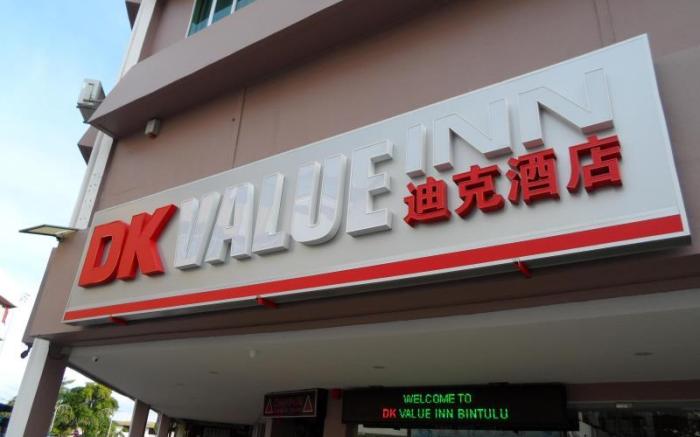 DK VALUE INN
迪克酒店
WELCOME TO
DK VALUE INN BINTULU